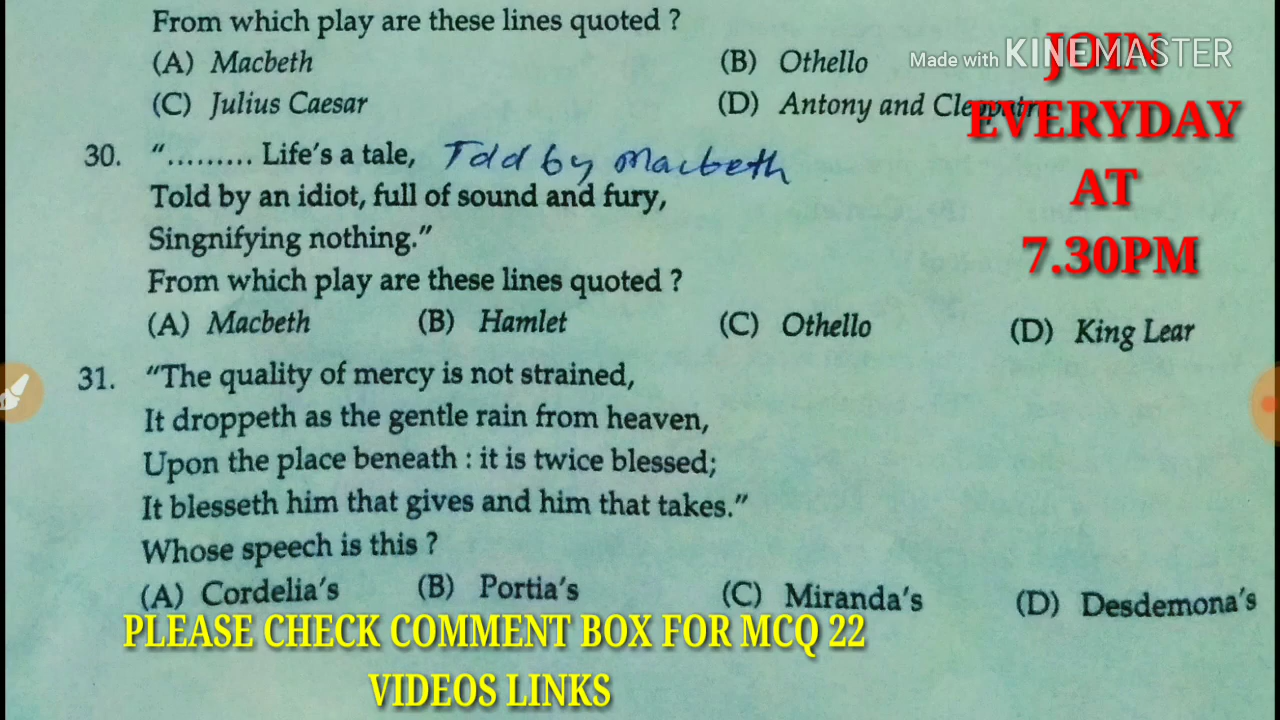 From which play are these lines quoted ?
(A) Macbeth (B) Othello
Made with KINEMASTER
(C) Julius Caesar (D) Antony and Cleopatra
JOIN
EVERYDAY
AT
7.30PM
30. "......... Life's a tale, Told by Macbeth
Told by an idiot, full of sound and fury,
Singnifying nothing."
From which play are these lines quoted ?
(A) Macbeth (B) Hamlet (C) Othello (D) King Lear
31. "The quality of mercy is not strained,
It droppeth as the gentle rain from heaven,
Upon the place beneath : it is twice blessed;
It blesseth him that gives and him that takes."
Whose speech is this ?
(A) Cordelia's (B) Portia's (C) Miranda's (D) Desdemona's
PLEASE CHECK COMMENT BOX FOR MCQ 22
VIDEOS LINKS